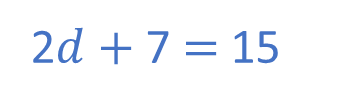 2d + 7 = 15